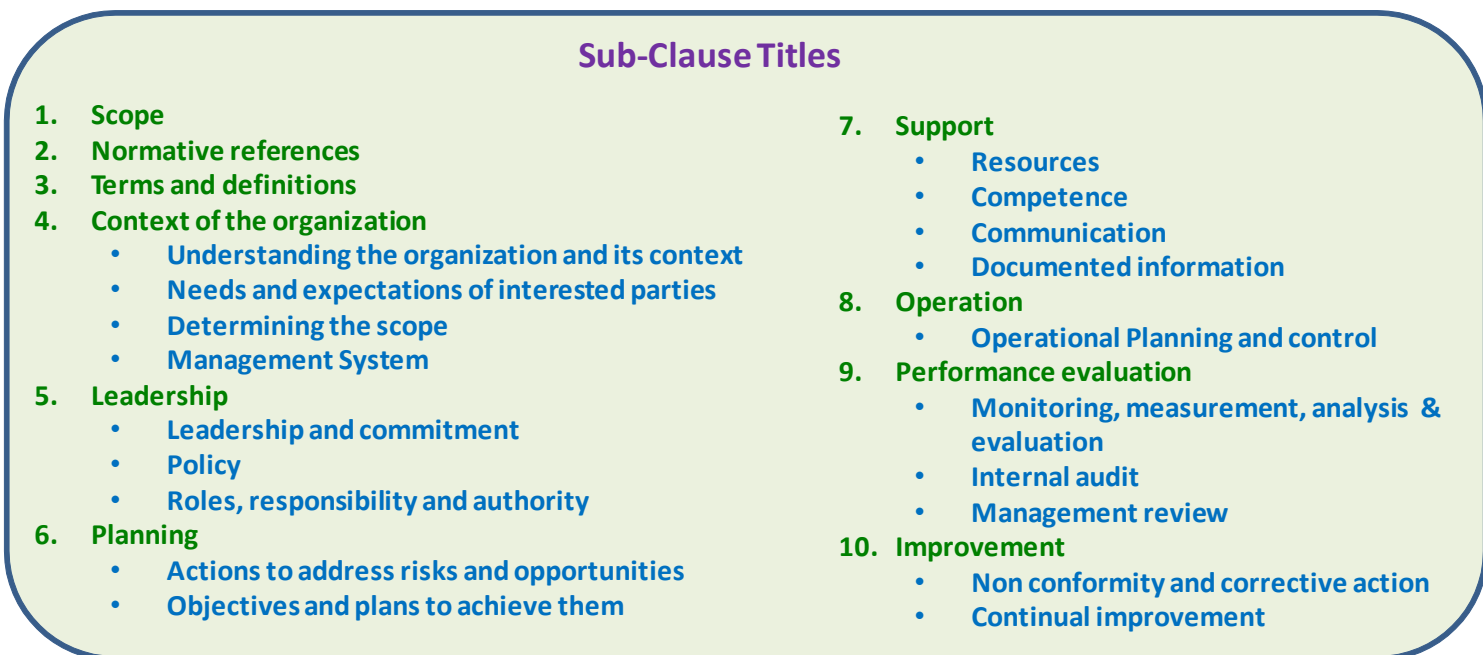 Sub-Clause Titles
1. Scope
2. Normative references
3. Terms and definitions
4. Context of the organization
• Understanding the organization and its context
• Needs and expectations of interested parties
• Determining the scope
• Management System
5. Leadership
• Leadership and commitment
• Policy
• Roles, responsibility and authority
6. Planning
• Actions to address risks and opportunities
• Objectives and plans to achieve them
7. Support
• Resources
• Competence
• Communication
• Documented information
8. Operation
• Operational Planning and control
9. Performance evaluation
• Monitoring, measurement, analysis &
evaluation
• Internal audit
• Management review
10. Improvement
• Non conformity and corrective action
• Continual improvement